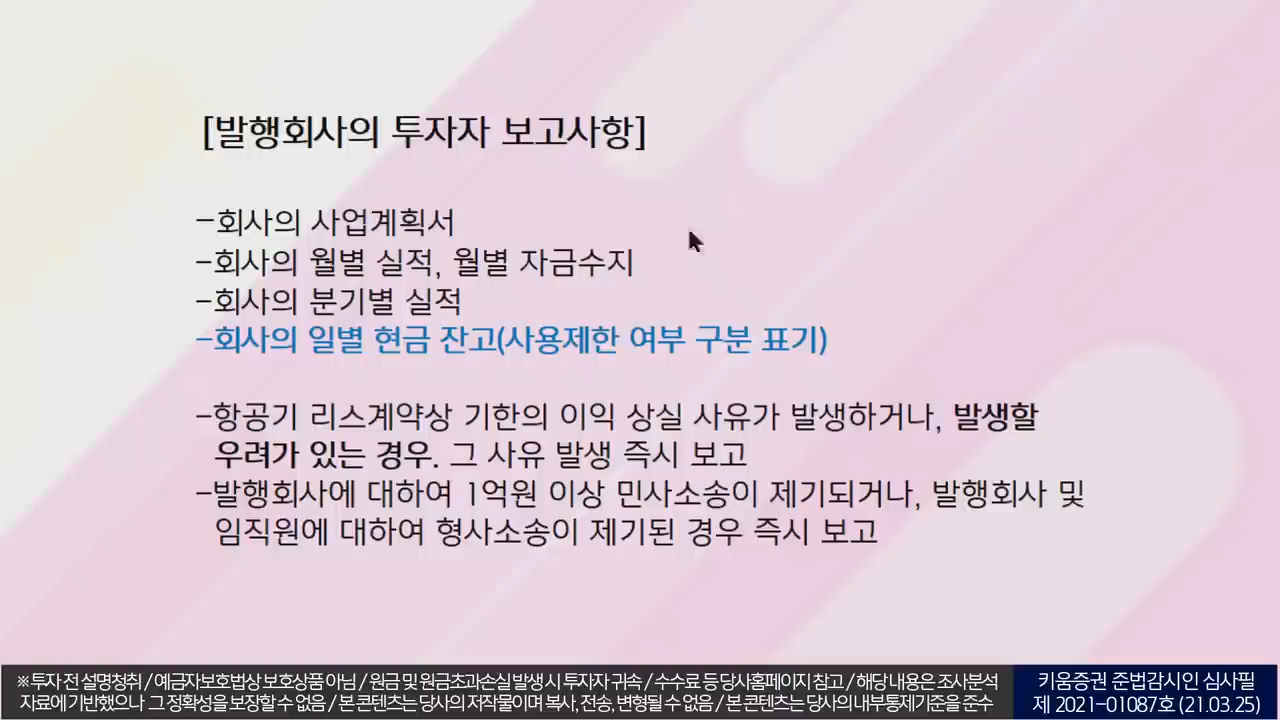 [발행회사의 투자자 보고사항]
-회사의 사업계획서
-회사의 월별 실적, 월별 자금수지
-회사의 분기별 실적
-회사의 일별 현금 잔고(사용제한 여부 구분 표기)
-항공기 리스계약상 기한의 이익 상실 사유가 발생하거나, 발생할
우려가 있는 경우. 그 사유 발생 즉시 보고
-발행회사에 대하여 1억원 이상 민사소송이 제기되거나, 발행회사 및
임직원에 대하여 형사소송이 제기된 경우 즉시 보고
※투자 전 설명청취 / 예금자보호법상 보호상품 아님 / 원금 및 원금초과손실 발생 시 투자자 귀속 / 수수료 등 당사홈페이지 참고 / 해당 내용은 조사분석
자료에 기반했으나 그 정확성을 보장할 수 없음 / 본 콘텐츠는 당사의 저작물이며 복사, 전송, 변형될 수 없음 / 본 콘텐츠는 당사의 내부통제기준을 준수
키움증권 준법감시인 심사필
제 2021-01087호 (21.03.25)